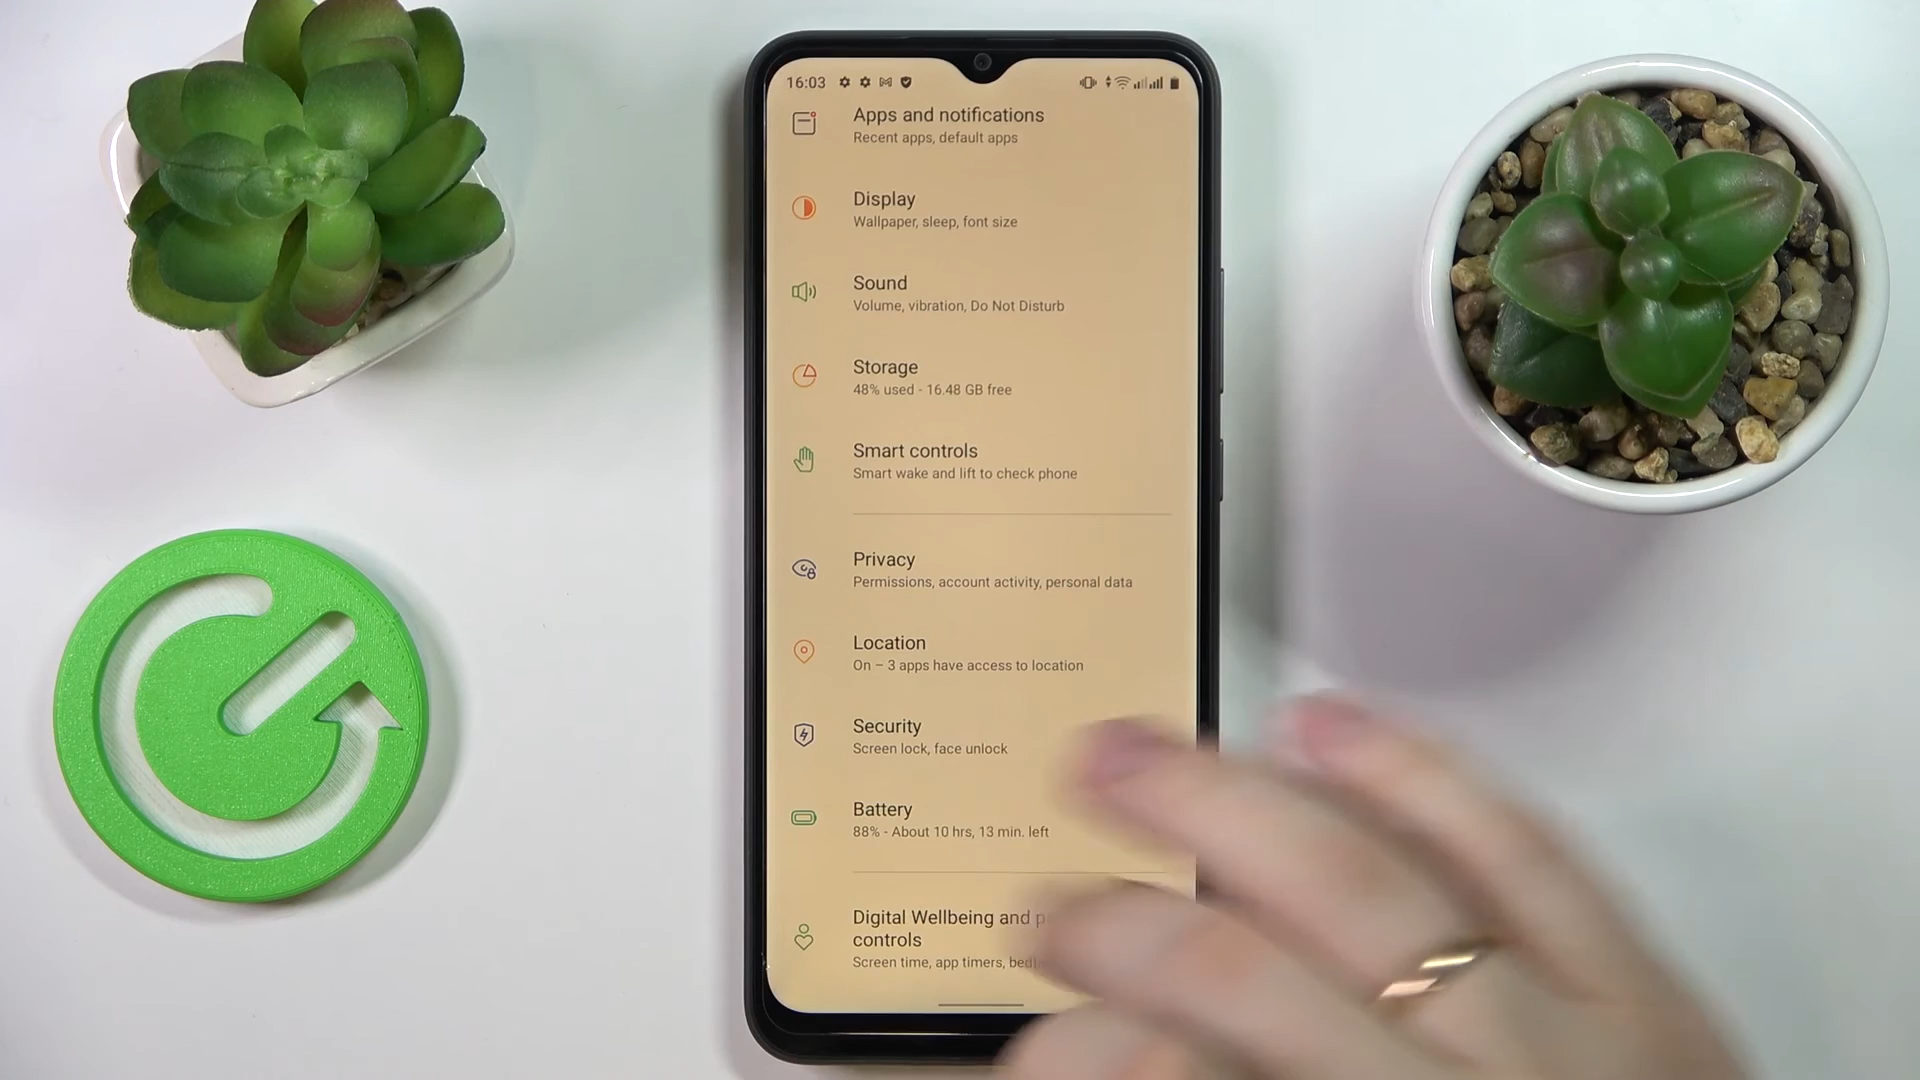 16:03
Apps and notifications
Recent apps, default apps
Display
Wallpaper, sleep, font size
Sound
Volume, vibration, Do Not Disturb
Storage
48% used - 16.48 GB free
Smart controls
Smart wake and lift to check phone
Privacy
Permissions, account activity, personal data
Location
On – 3 apps have access to location
Security
Screen lock, face unlock
Battery
88% - About 10 hrs, 13 min. left
Digital Wellbeing and
controls
Screen time, app timers,